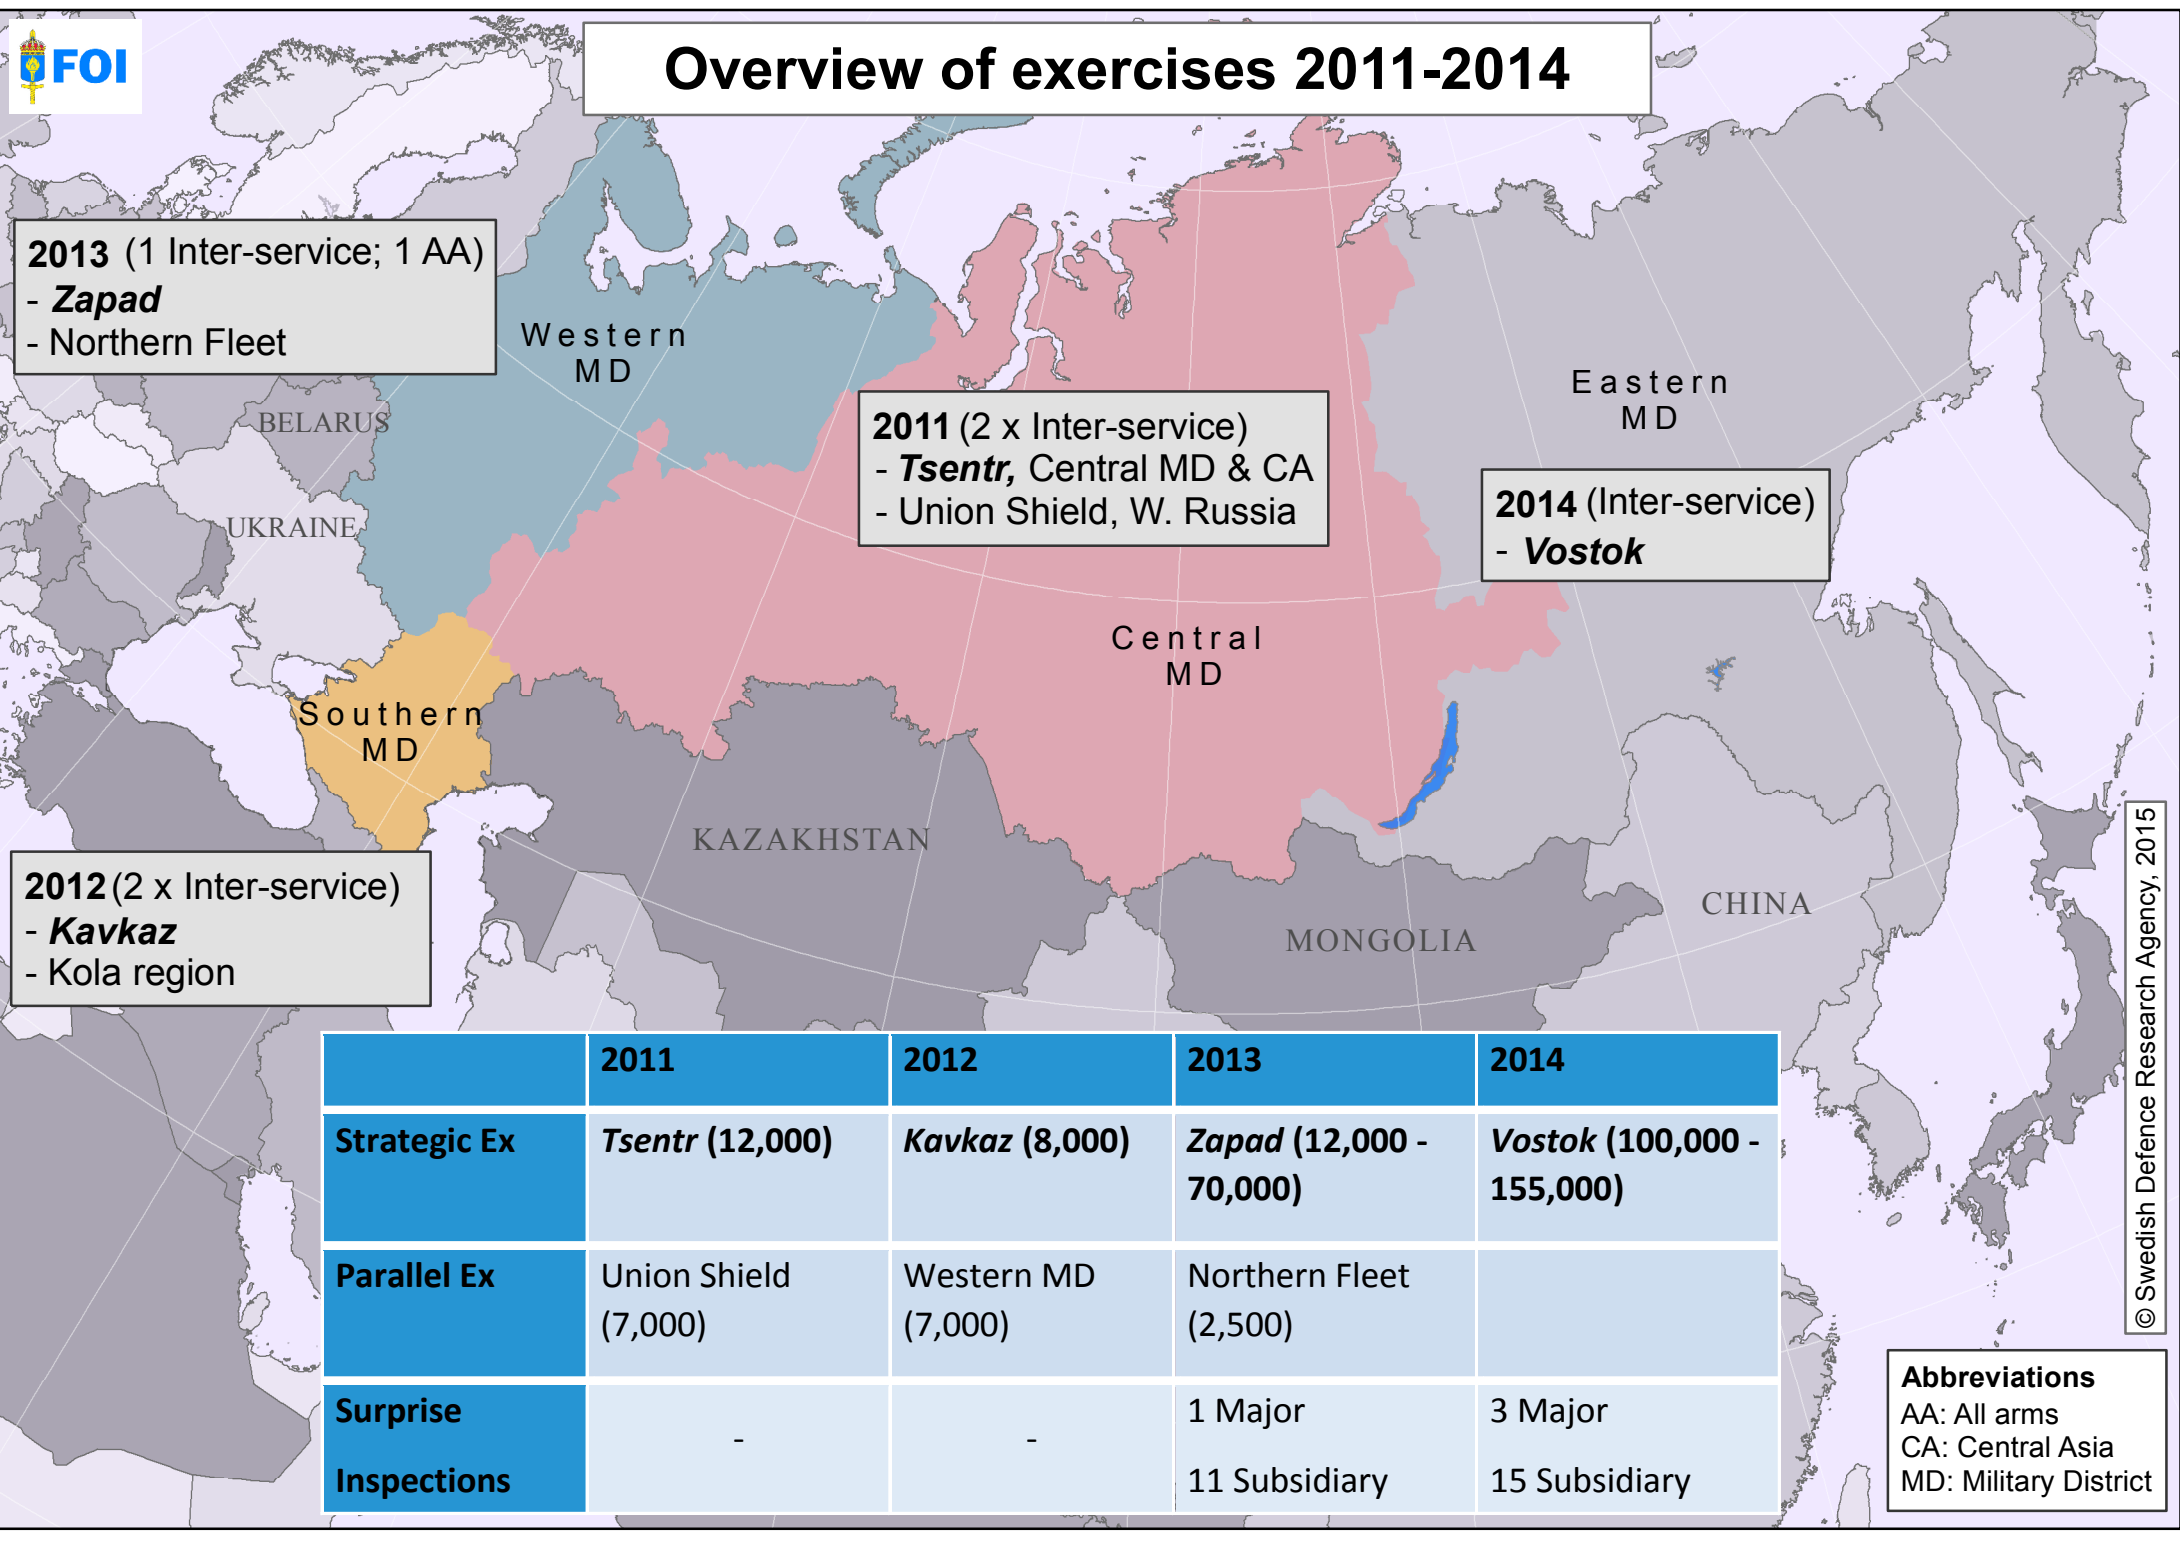 FOI
Overview of exercises 2011-2014
2013 (1 Inter-service; 1 AA)
- Zapad
- Northern Fleet
Western
MD
Eastern
MD
BELARUS
2011 (2 x Inter-service)
- Tsentr, Central MD & CA
- Union Shield, W. Russia
2014 (Inter-service)
- Vostok
UKRAINE
Central
MD
Southern
MD
KAZAKHSTAN
2012 (2 x Inter-service)
- Kavkaz
- Kola region
CHINA
MONGOLIA
© Swedish Defence Research Agency, 2015
2011 2012 2013 2014
Strategic Ex Tsentr (12,000) Kavkaz (8,000) Zapad (12,000 - Vostok (100,000 -
70,000) 155,000)
Parallel Ex Union Shield Western MD Northern Fleet
(7,000) (7,000) (2,500)
Surprise 1 Major 3 Major
- -
Inspections 11 Subsidiary 15 Subsidiary
Abbreviations
AA: All arms
CA: Central Asia
MD: Military District